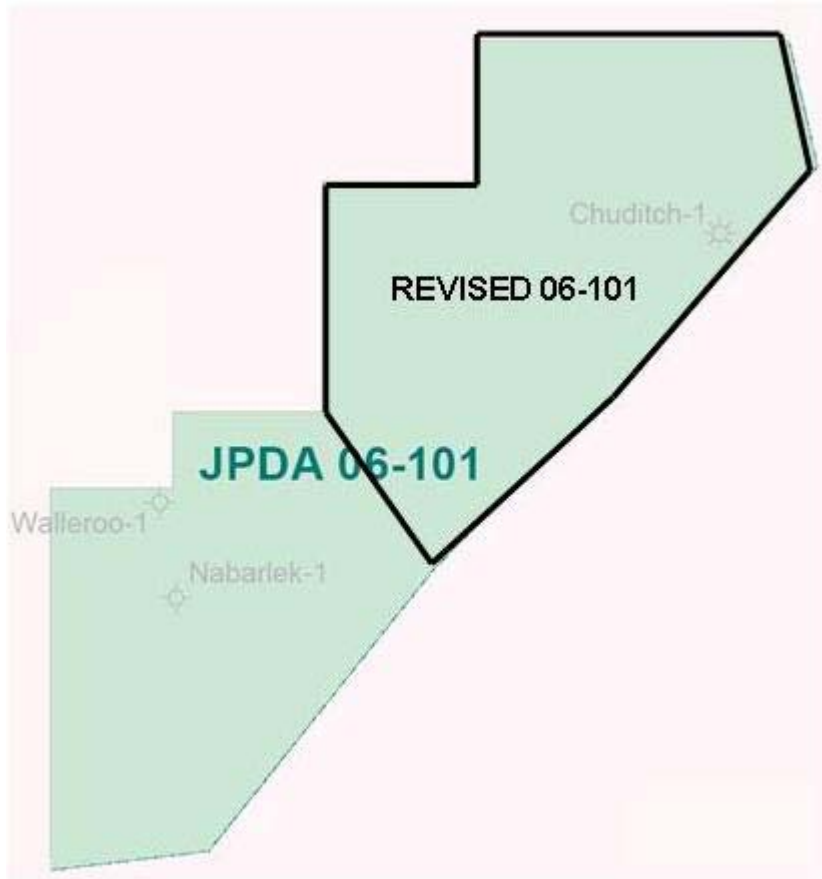 Chuditch-1
REVISED 06-101
JPDA 06-101
Walleroo-1
Nabarlek-1